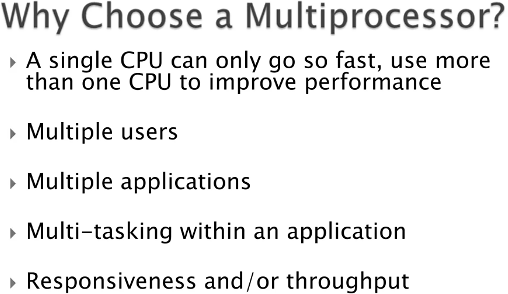 Why Choose a Multiprocessor?
A single CPU can only go so fast, use more
than one CPU to improve performance
Multiple users
Multiple applications
Multi-tasking within an application
Responsiveness and/or throughput